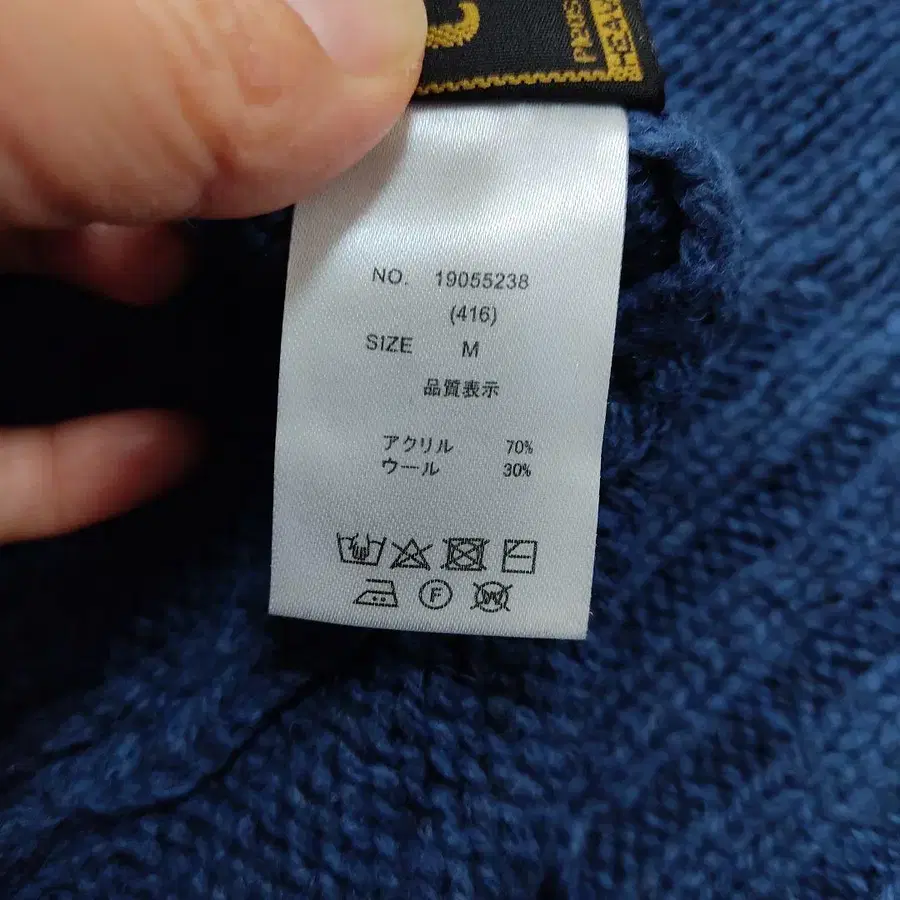 NO. 19055238
(416)
SIZE M
品質表示
アクリル 70%
ウール 30%
F
W